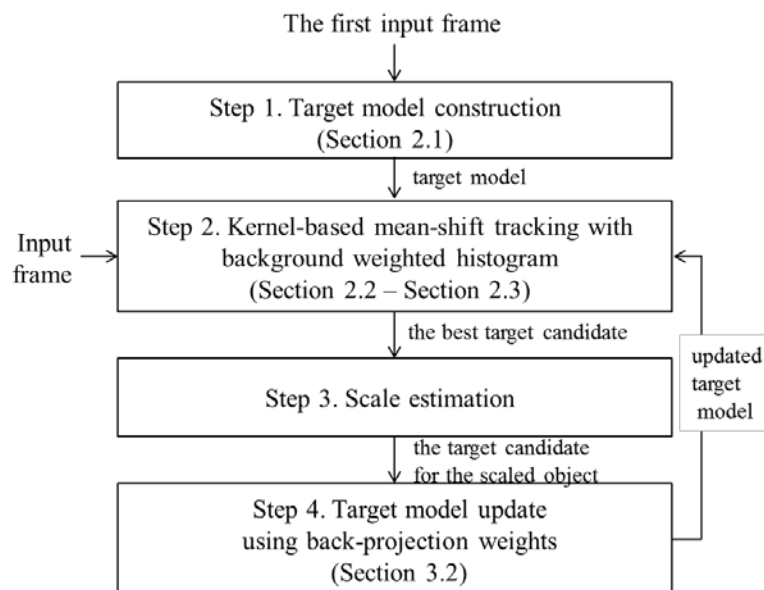 The first input frame
Step 1. Target model construction
(Section 2.1)
target model
Input
frame
Step 2. Kernel-based mean-shift tracking with
background weighted histogram
(Section 2.2 – Section 2.3)
the best target candidate
updated
target
model
Step 3. Scale estimation
the target candidate
for the scaled object
Step 4. Target model update
using back-projection weights
(Section 3.2)